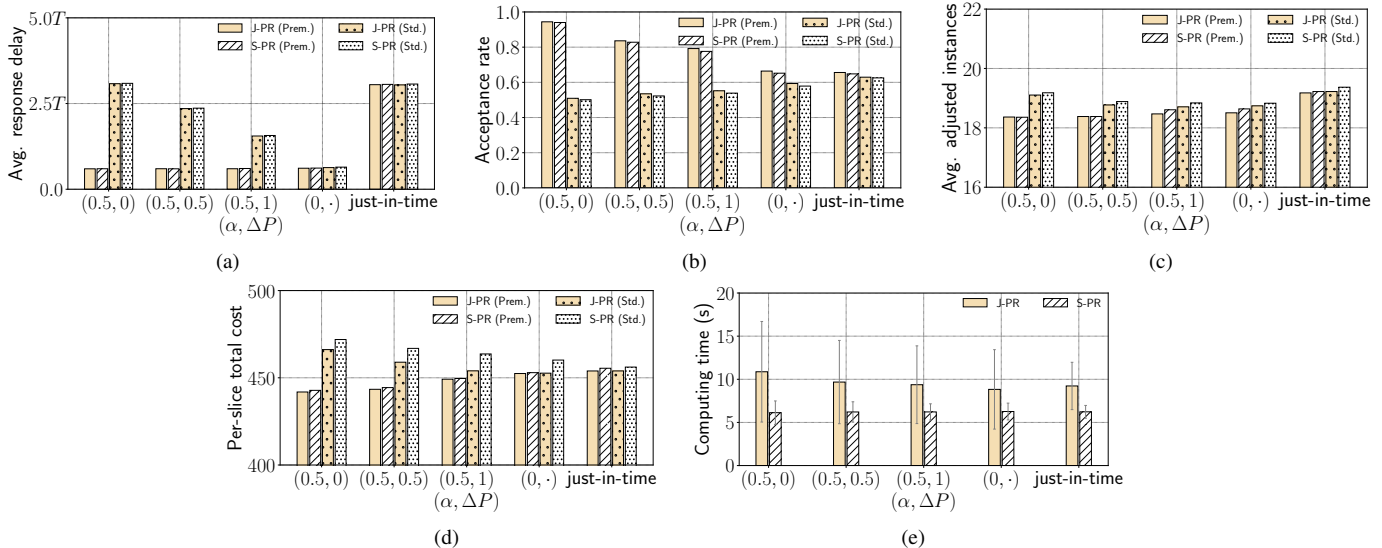 5.0T
2.5T
0.0
Avg. response delay
J-PR (Prem.)
S-PR (Prem.)
J-PR (Std.)
S-PR (Std.)
(0.5, 0) (0.5, 0.5) (0.5, 1) (0, ·) just-in-time
(α, ΔP)
(a)
1.0
0.8
0.6
0.4
0.2
0.0
Acceptance rate
J-PR (Prem.)
S-PR (Prem.)
J-PR (Std.)
S-PR (Std.)
(0.5, 0) (0.5, 0.5) (0.5, 1) (0, ·) just-in-time
(α, ΔP)
(b)
22
20
18
16
Avg. adjusted instances
J-PR (Prem.)
S-PR (Prem.)
J-PR (Std.)
S-PR (Std.)
(0.5, 0) (0.5, 0.5) (0.5, 1) (0, ·) just-in-time
(α, ΔP)
(c)
500
450
400
Per-slice total cost
J-PR (Prem.)
S-PR (Prem.)
J-PR (Std.)
S-PR (Std.)
(0.5, 0) (0.5, 0.5) (0.5, 1) (0, ·) just-in-time
(α, ΔP)
(d)
20
15
10
5
0
Computing time (s)
J-PR
S-PR
(0.5, 0) (0.5, 0.5) (0.5, 1) (0, ·) just-in-time
(α, ΔP)
(e)